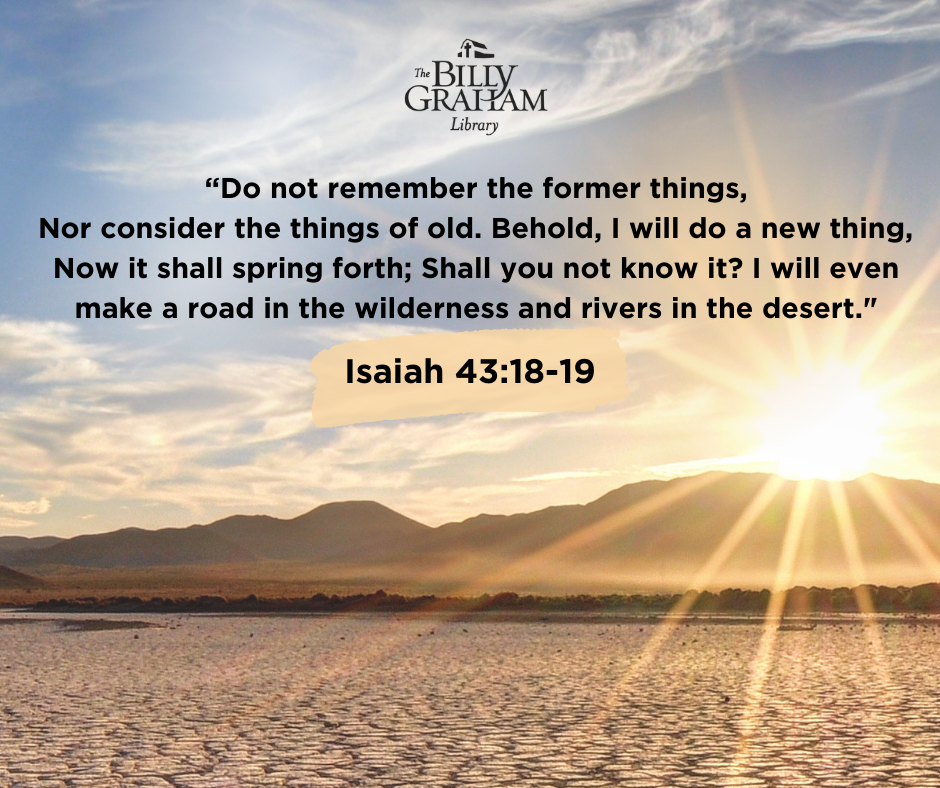 The
BILLY
GRAHAM
Library
“Do not remember the former things,
Nor consider the things of old. Behold, I will do a new thing,
Now it shall spring forth; Shall you not know it? I will even
make a road in the wilderness and rivers in the desert."
Isaiah 43:18-19